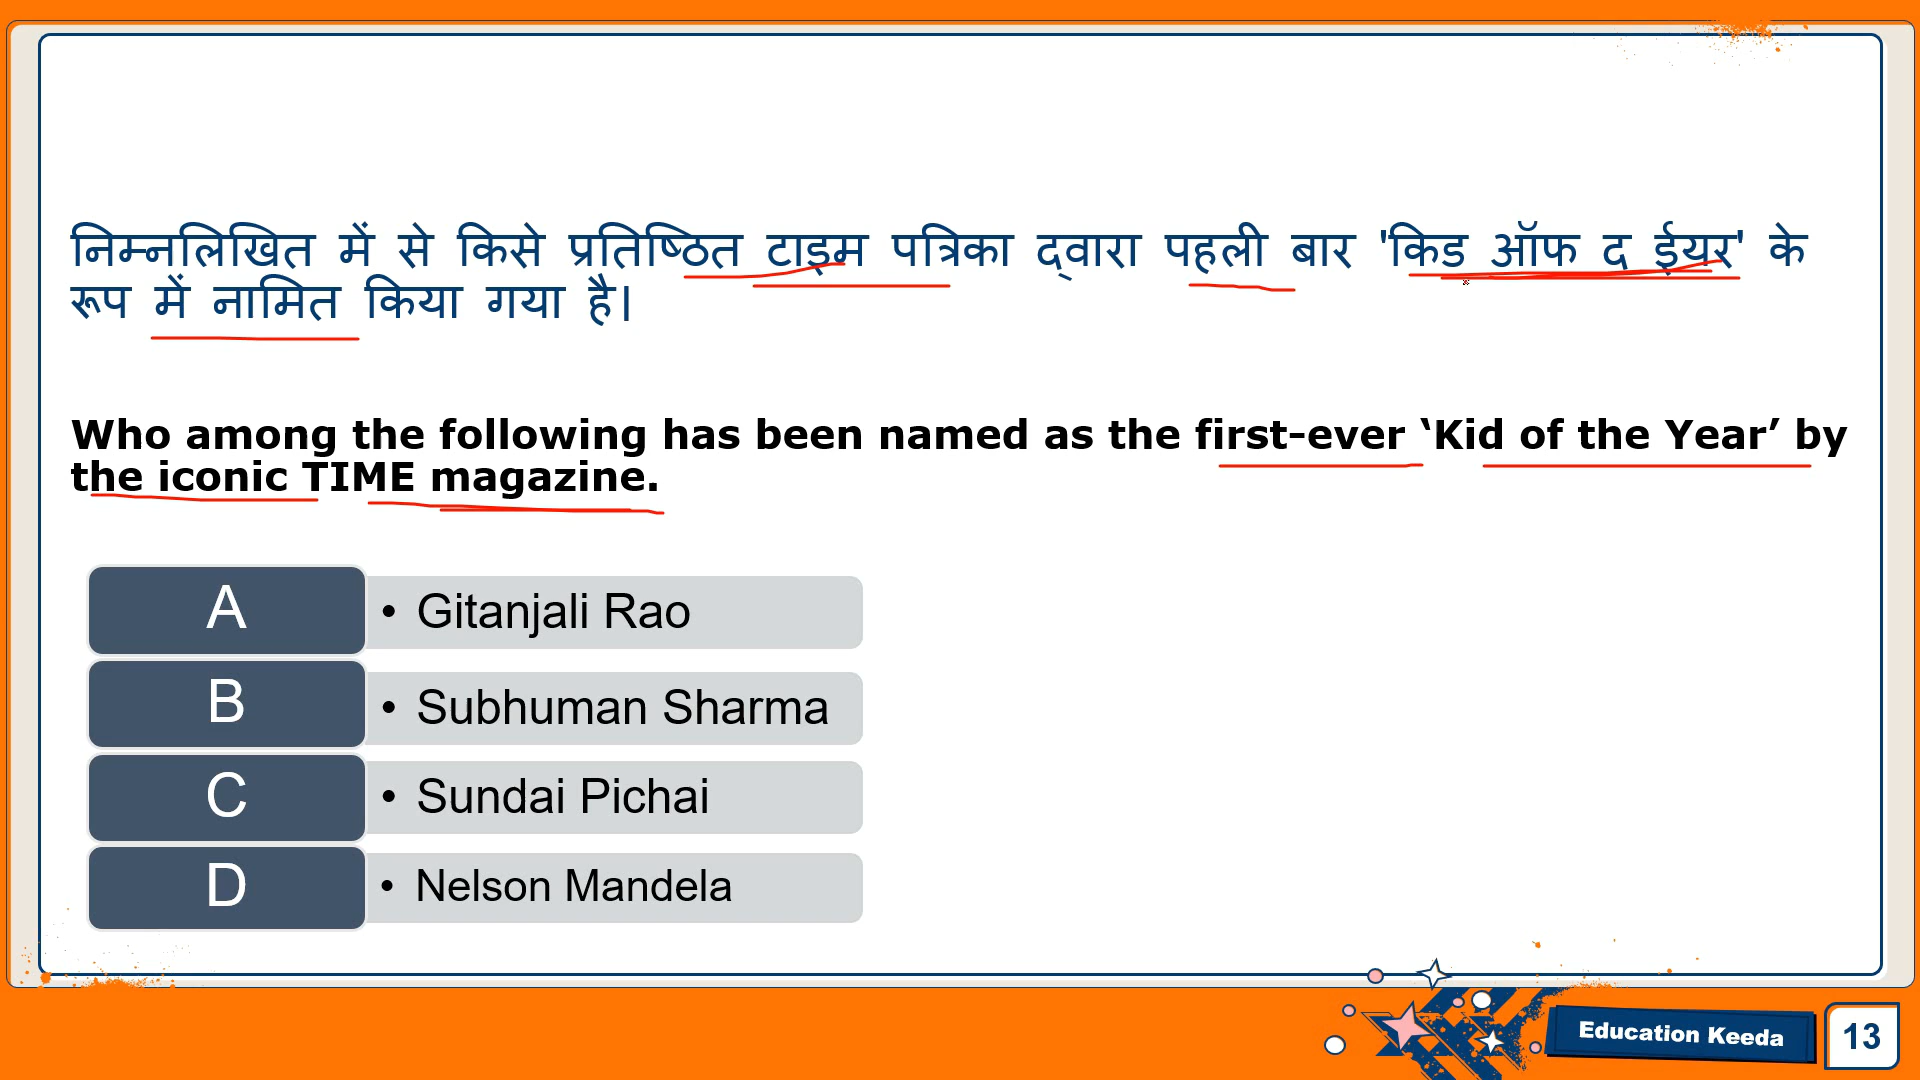 निम्नलिखित में से किसे प्रतिष्ठित टाइम पत्रिका द्वारा पहली बार 'किड ऑफ द ईयर' के
रूप में नामित किया गया है।
Who among the following has been named as the first-ever ‘Kid of the Year’ by
the iconic TIME magazine.
A • Gitanjali Rao
B • Subhuman Sharma
C • Sundai Pichai
D • Nelson Mandela
Education Keeda 13